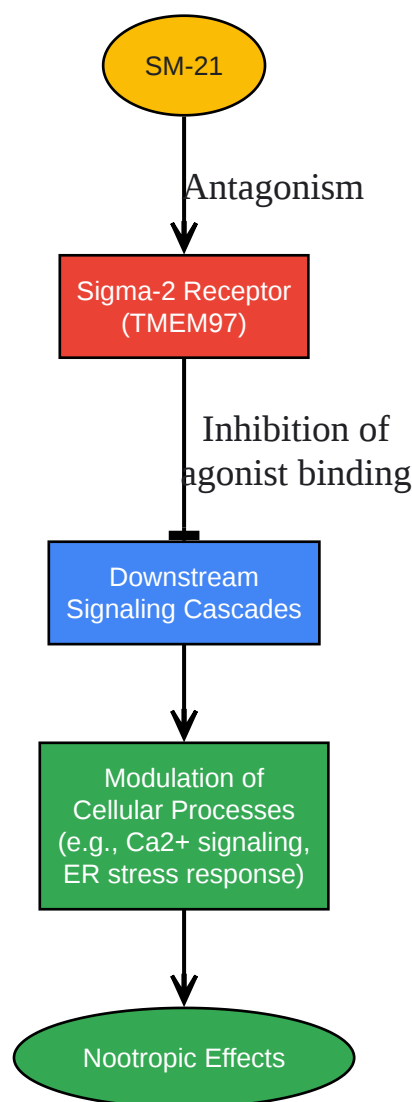 SM-21
Antagonism
Sigma-2 Receptor
(TMEM97)
Inhibition of
agonist binding
Downstream
Signaling Cascades
Modulation of
Cellular Processes
(e.g., Ca2+ signaling,
ER stress response)
Nootropic Effects